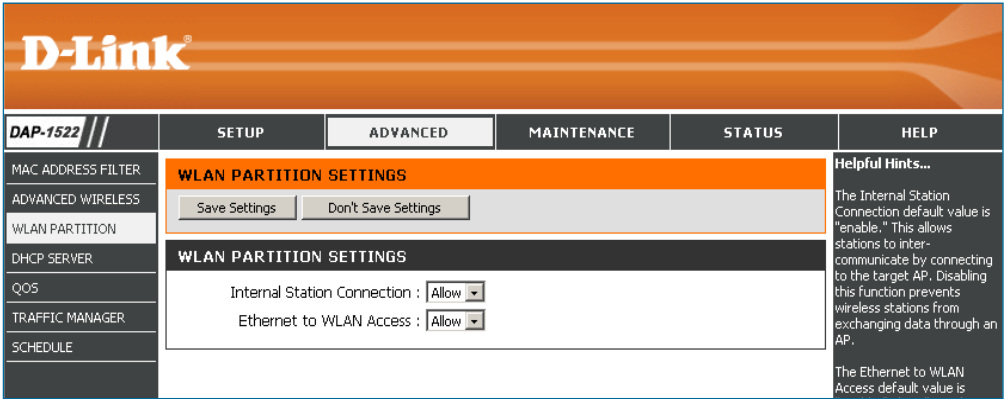 D-Link®
DAP-1522
SETUP
ADVANCED
MAINTENANCE
STATUS
HELP
MAC ADDRESS FILTER
ADVANCED WIRELESS
WLAN PARTITION
DHCP SERVER
QOS
TRAFFIC MANAGER
SCHEDULE
WLAN PARTITION SETTINGS
Save Settings
Don't Save Settings
WLAN PARTITION SETTINGS
Internal Station Connection : Allow
Ethernet to WLAN Access : Allow
Helpful Hints...
The Internal Station
Connection default value is
"enable." This allows
stations to inter-
communicate by connecting
to the target AP. Disabling
this function prevents
wireless stations from
exchanging data through an
AP.
The Ethernet to WLAN
Access default value is